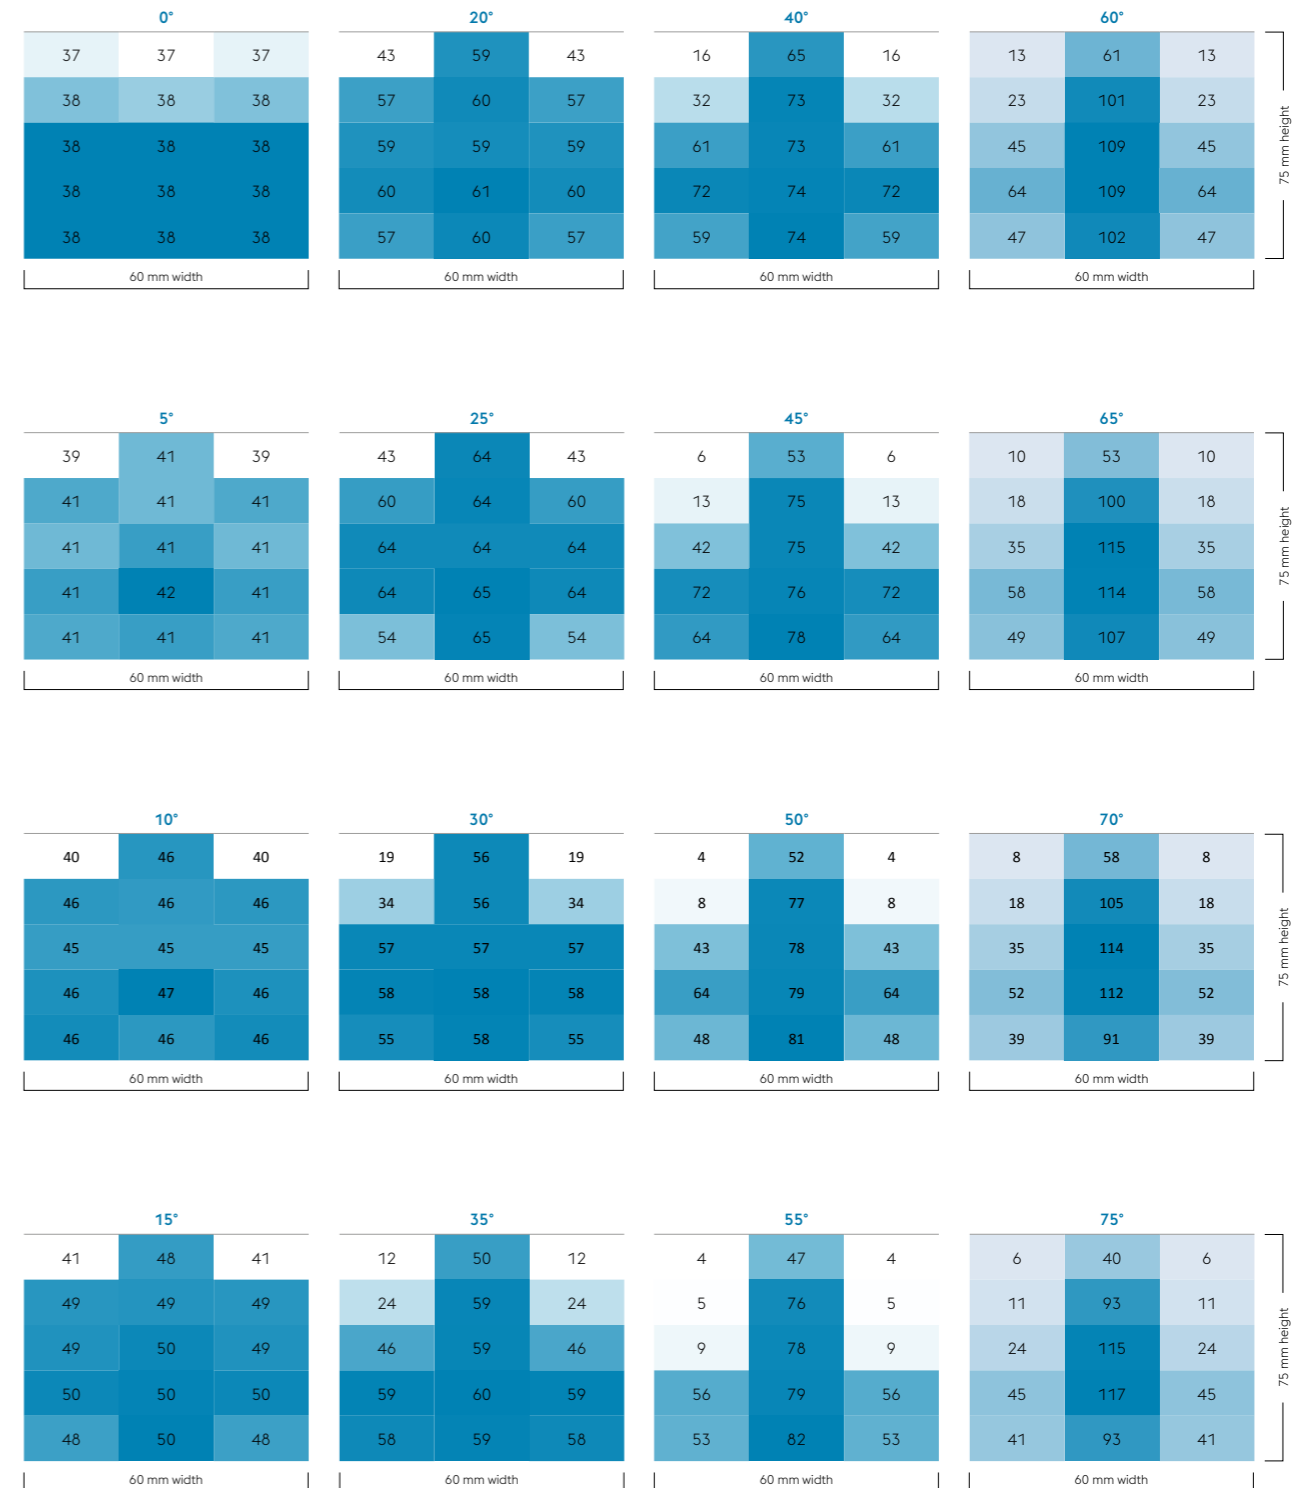 0° 20° 40° 60°
37 37 37 43 59 43 16 65 16 13 61 13
38 38 38 57 60 57 32 73 32 23 101 23
38 38 38 59 59 59 61 73 61 45 109 45
38 38 38 60 61 60 72 74 72 64 109 64
38 38 38 57 60 57 59 74 59 47 102 47
75 mm height
60 mm width 60 mm width 60 mm width 60 mm width
5° 25° 45° 65°
39 41 39 43 64 43 6 53 6 10 53 10
41 41 41 60 64 60 13 75 13 18 100 18
41 41 41 64 64 64 42 75 42 35 115 35
41 42 41 64 65 64 72 76 72 58 114 58
41 41 41 54 65 54 64 78 64 49 107 49
75 mm height
60 mm width 60 mm width 60 mm width 60 mm width
10° 30° 50° 70°
40 46 40 19 56 19 4 52 4 8 58 8
46 46 46 34 56 34 8 77 8 18 105 18
45 45 45 57 57 57 43 78 43 35 114 35
46 47 46 58 58 58 64 79 64 52 112 52
46 46 46 55 58 55 48 81 48 39 91 39
75 mm height
60 mm width 60 mm width 60 mm width 60 mm width
15° 35° 55° 75°
41 48 41 12 50 12 4 47 4 6 40 6
49 49 49 24 59 24 5 76 5 11 93 11
49 50 49 46 59 46 9 78 9 24 115 24
50 50 50 59 60 59 56 79 56 45 117 45
48 50 48 58 59 58 53 82 53 41 93 41
75 mm height
60 mm width 60 mm width 60 mm width 60 mm width